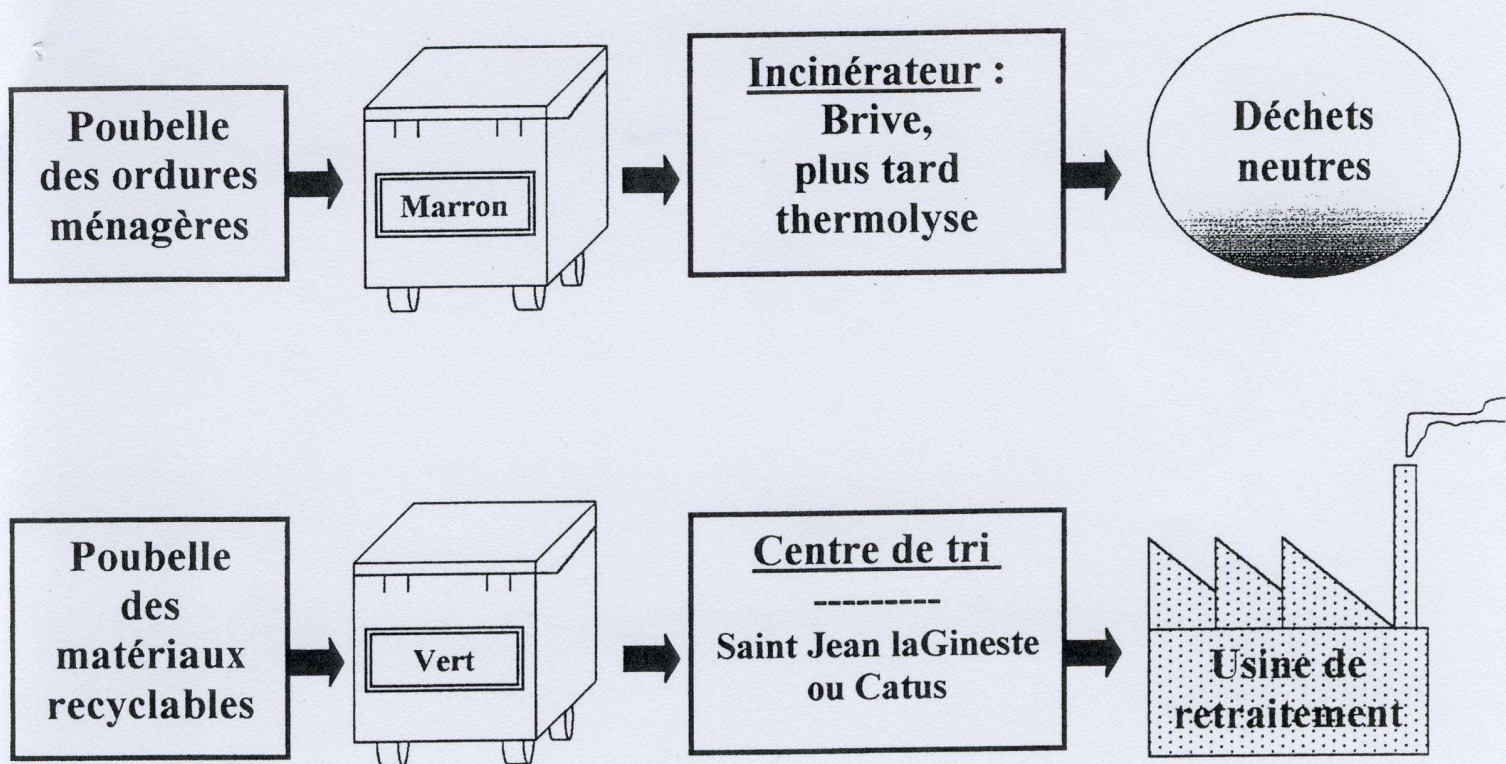 Poubelle
des ordures
ménagères
Marron
Incinérateur :
Brive,
plus tard
thermolyse
Déchets
neutres
Poubelle
des
matériaux
recyclables
Vert
Centre de tri
---------
Saint Jean laGineste
ou Catus
Usine de
retraitement